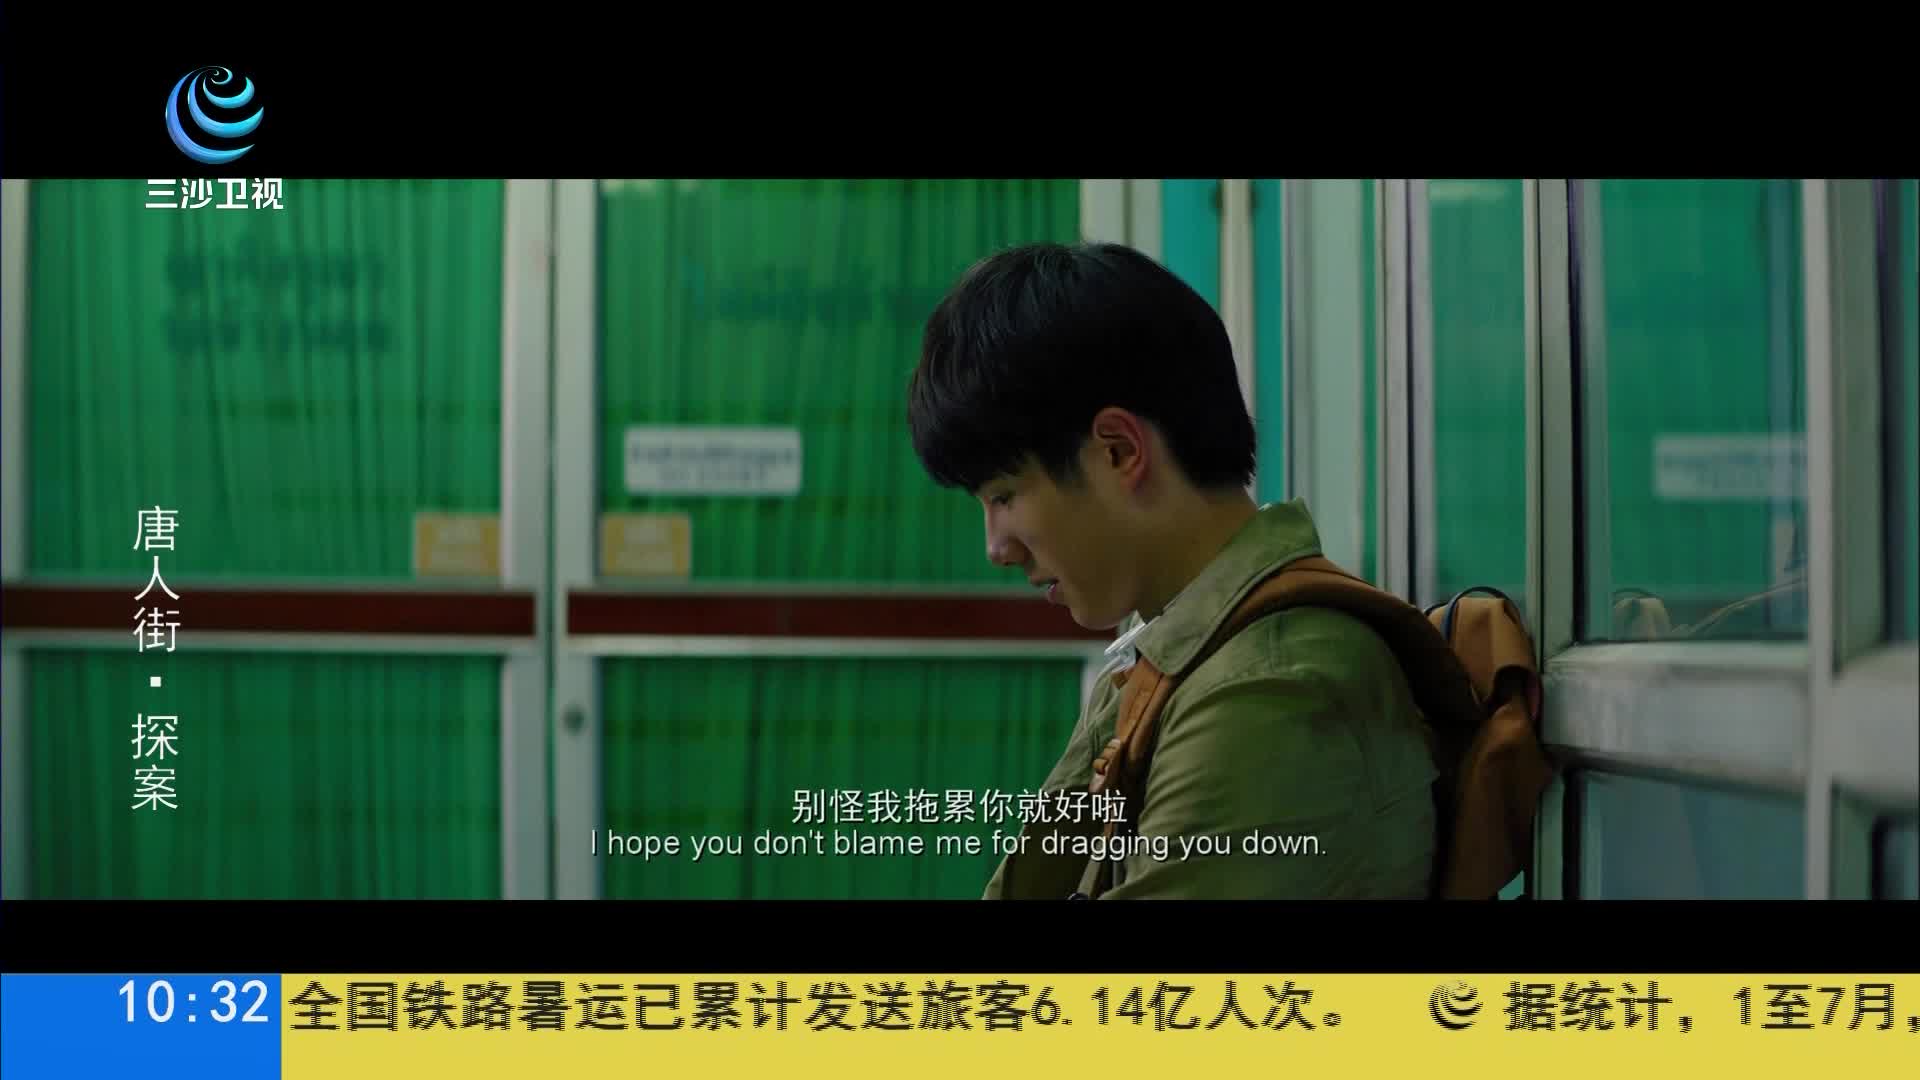 三沙卫视
唐人街·探案
别怪我拖累你就好啦
I hope you don't blame me for dragging you down.
10:32
全国铁路暑运已累计发送旅客6.14亿人次。 据统计，1至7月，